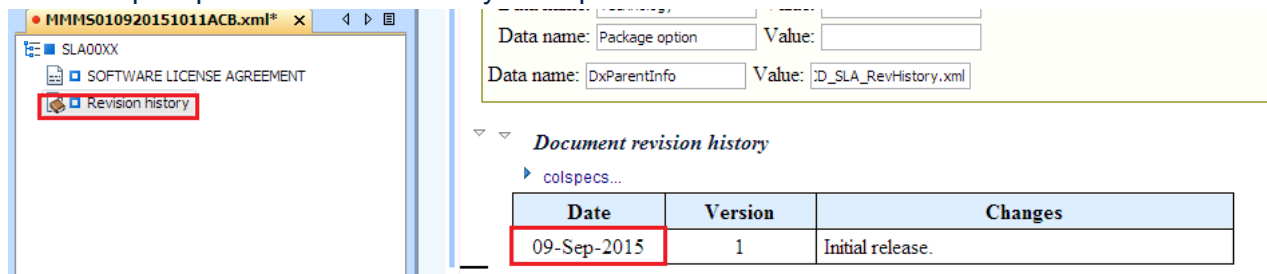 MMMS010920151011ACB.xml*
SLA00XX
SOFTWARE LICENSE AGREEMENT
Revision history
Data name: Package option Value:
Data name: DxParentInfo Value: :D_SLA_RevHistory.xml
Document revision history
colspecs...
Date Version Changes
09-Sep-2015 1 Initial release.